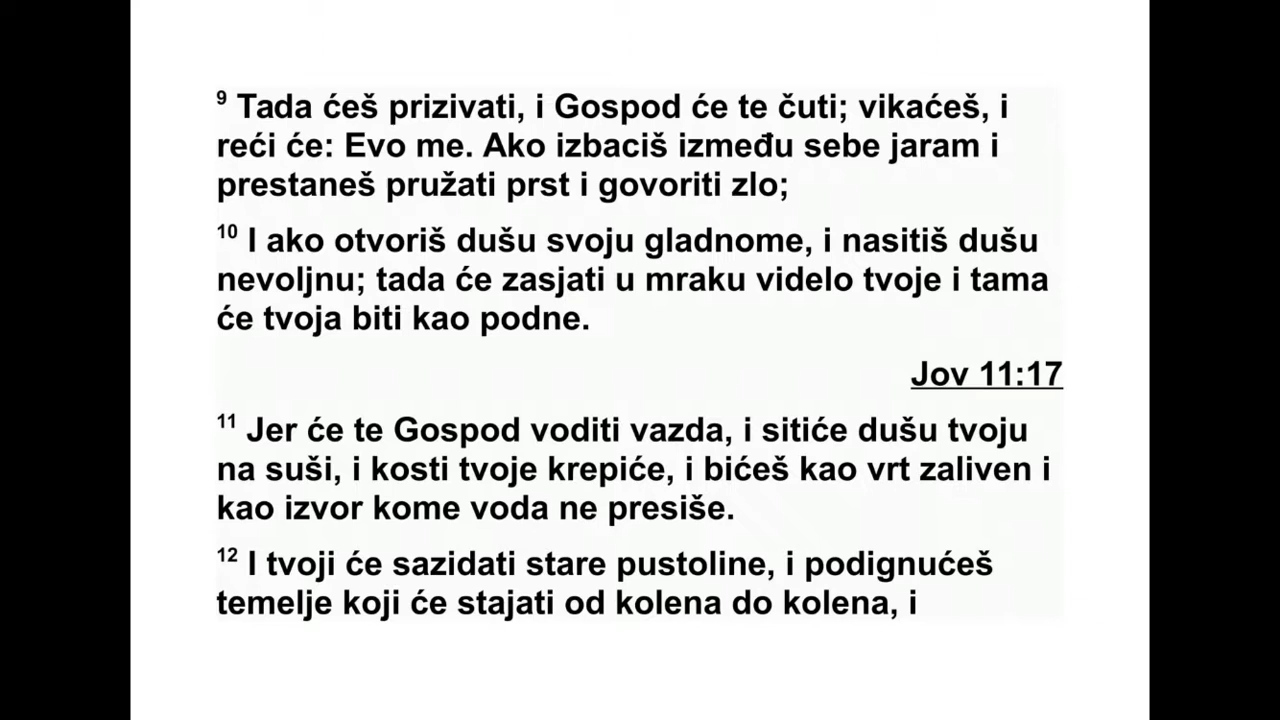 9 Tada ćeš prizivati, i Gospod će te čuti; vikaćeš, i
reći će: Evo me. Ako izbaciš između sebe jaram i
prestaneš pružati prst i govoriti zlo;
10 I ako otvoriš dušu svoju gladnome, i nasitiš dušu
nevoljnu; tada će zasjati u mraku videlo tvoje i tama
će tvoja biti kao podne.
Jov 11:17
11 Jer će te Gospod voditi vazda, i sitiće dušu tvoju
na suši, i kosti tvoje krepiće, i bićeš kao vrt zaliven i
kao izvor kome voda ne presiše.
12 I tvoji će sazidati stare pustoline, i podignućeš
temelje koji će stajati od kolena do kolena, i